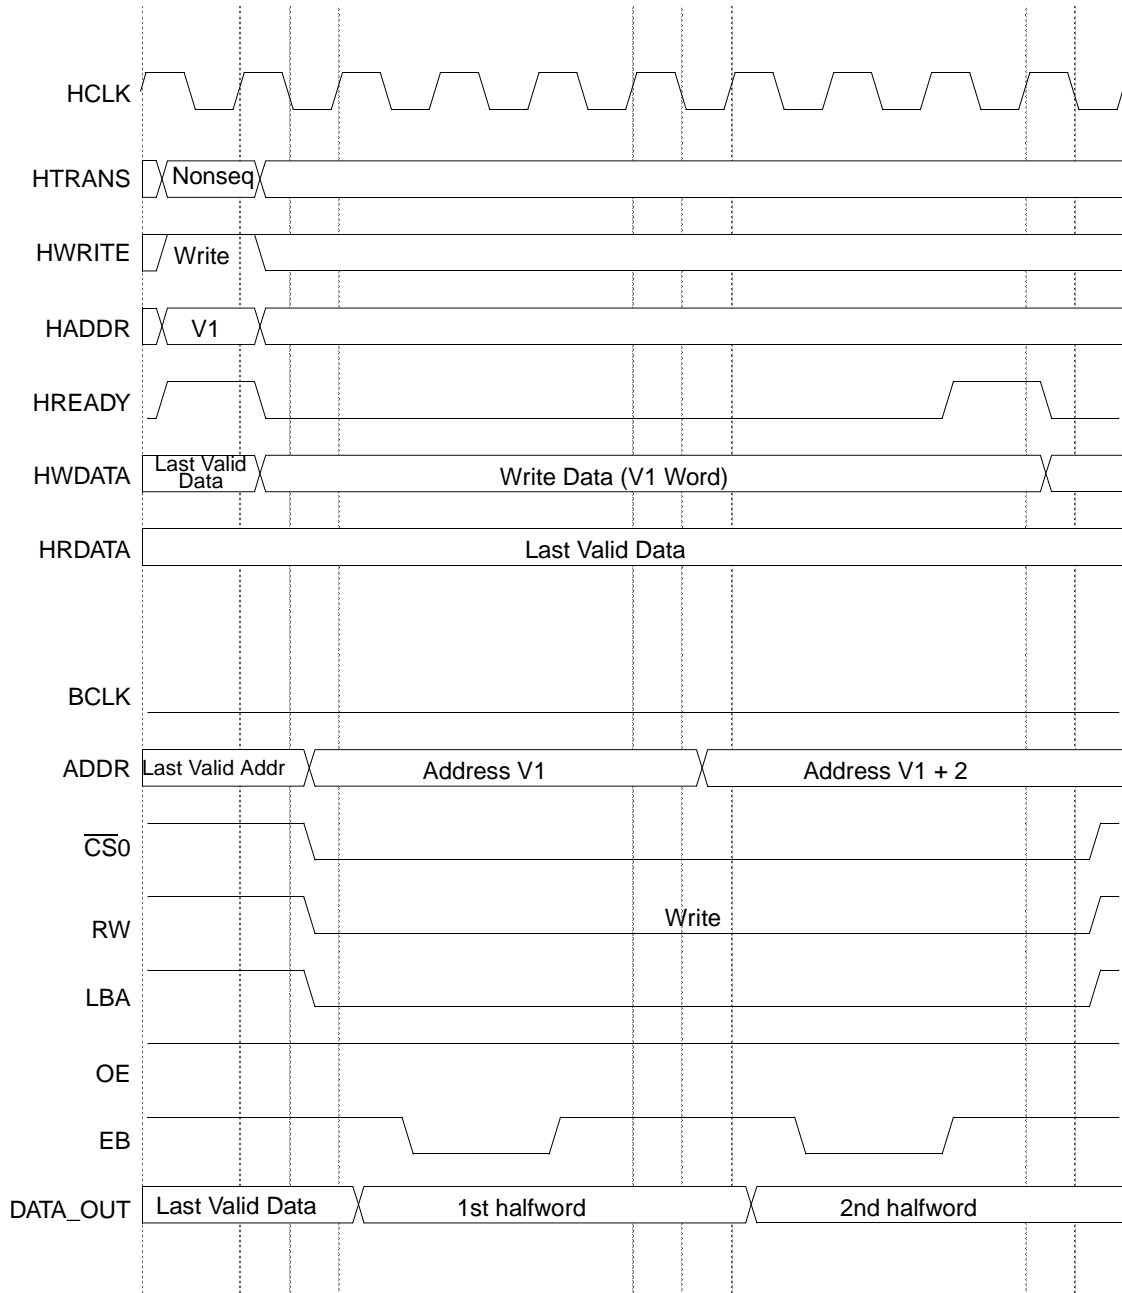 HCLK
HTRANS Nonseq
HWRITE Write
HADDR V1
HREADY
HWDATA Last Valid Data Write Data (V1 Word)
HRDATA Last Valid Data
BCLK
ADDR Last Valid Addr Address V1 Address V1 + 2
CS0
RW Write
LBA
OE
EB
DATA_OUT Last Valid Data 1st halfword 2nd halfword